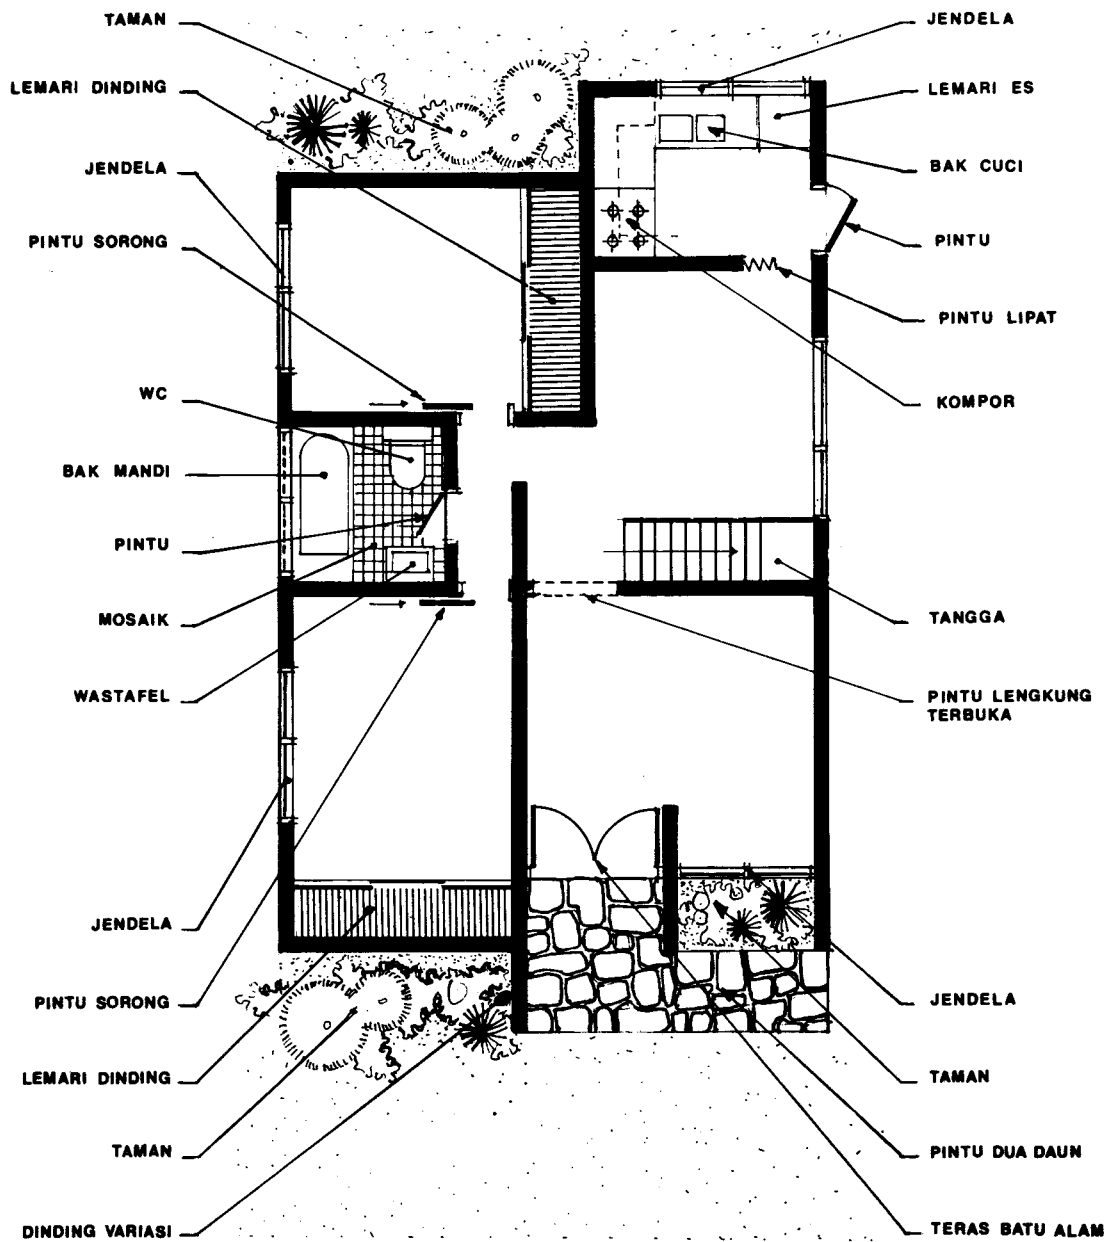 TAMAN
LEMARI DINDING
JENDELA
PINTU SORONG
WC
BAK MANDI
PINTU
MOSAIK
WASTAFEL
JENDELA
PINTU SORONG
LEMARI DINDING
TAMAN
DINDING VARIASI
JENDELA
LEMARI ES
BAK CUCI
PINTU
PINTU LIPAT
KOMPOR
TANGGA
PINTU LENGKUNG
TERBUKA
JENDELA
TAMAN
PINTU DUA DAUN
TERAS BATU ALAM